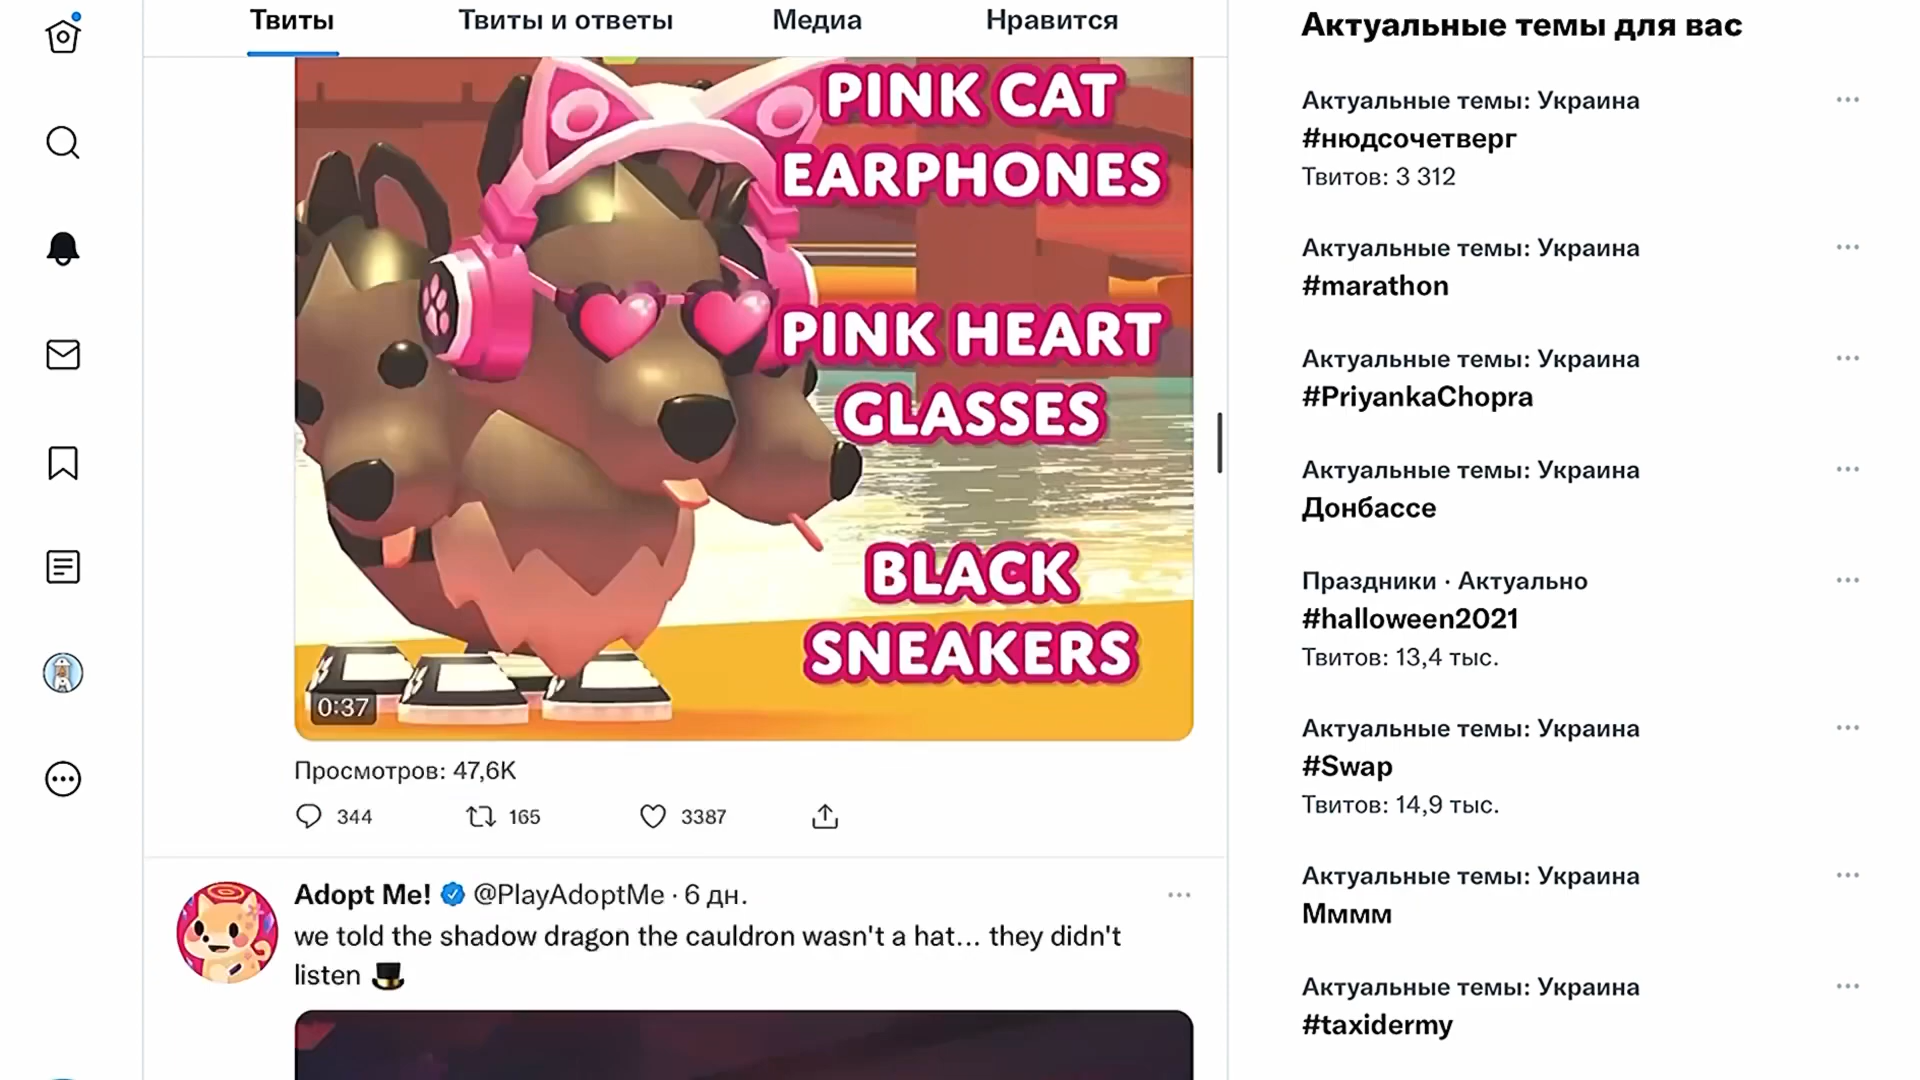 Твиты
Твиты и ответы
Медиа
Нравится
PINK CAT
EARPHONES
PINK HEART
GLASSES
BLACK
SNEAKERS
0:37
Просмотров: 47,6K
344
165
3387
Adopt Me! @PlayAdoptMe · 6 дн.
we told the shadow dragon the cauldron wasn't a hat... they didn't
listen
Актуальные темы для вас
Актуальные темы: Украина
#нюдсочетверг
Твитов: 3 312
Актуальные темы: Украина
#marathon
Актуальные темы: Украина
#PriyankaChopra
Актуальные темы: Украина
Донбассе
Праздники · Актуально
#halloween2021
Твитов: 13,4 тыс.
Актуальные темы: Украина
#Swap
Твитов: 14,9 тыс.
Актуальные темы: Украина
Мммм
Актуальные темы: Украина
#taxidermy